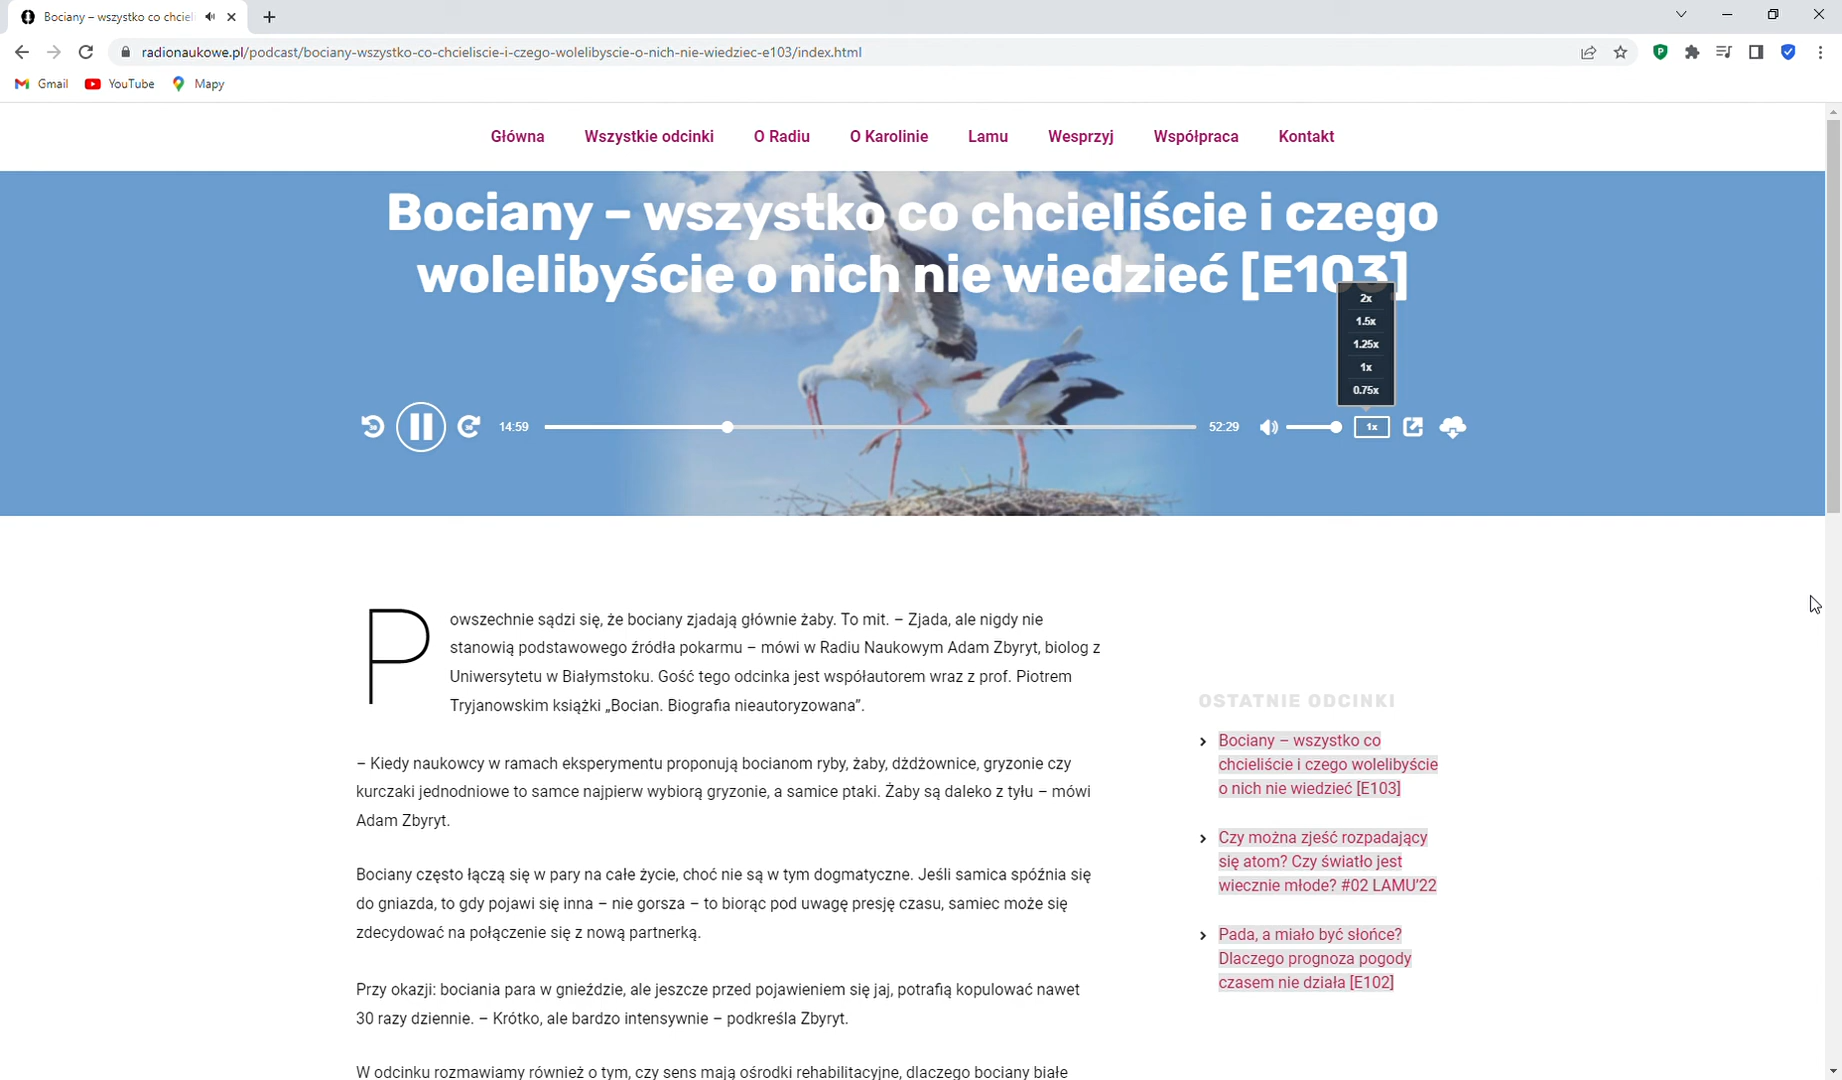 Bociany – wszystko co chciel
radionaukowe.pl/podcast/bociany-wszystko-co-chcieliscie-i-czego-wolelibyscie-o-nich-nie-wiedziec-e103/index.html
Gmail YouTube Mapy
Główna Wszystkie odcinki O Radiu O Karolinie Lamu Wesprzyj Współpraca Kontakt
Bociany – wszystko co chcieliście i czego
wolelibyście o nich nie wiedzieć [E103]
2x
1.5x
1.25x
1x
0.75x
14:59 52:29 1x
Powszechnie sądzi się, że bociany zjadają głównie żaby. To mit. – Zjada, ale nigdy nie
stanowią podstawowego źródła pokarmu – mówi w Radiu Naukowym Adam Zbyryt, biolog z
Uniwersytetu w Białymstoku. Gość tego odcinka jest współautorem wraz z prof. Piotrem
Tryjanowskim książki „Bocian. Biografia nieautoryzowana”.
– Kiedy naukowcy w ramach eksperymentu proponują bocianom ryby, żaby, dżdżownice, gryzonie czy
kurczaki jednodniowe to samce najpierw wybiorą gryzonie, a samice ptaki. Żaby są daleko z tyłu – mówi
Adam Zbyryt.
Bociany często łączą się w pary na całe życie, choć nie są w tym dogmatyczne. Jeśli samica spóźnia się
do gniazda, to gdy pojawi się inna – nie gorsza – to biorąc pod uwagę presję czasu, samiec może się
zdecydować na połączenie się z nową partnerką.
Przy okazji: bociania para w gnieździe, ale jeszcze przed pojawieniem się jaj, potrafią kopulować nawet
30 razy dziennie. – Krótko, ale bardzo intensywnie – podkreśla Zbyryt.
W odcinku rozmawiamy również o tym, czy sens mają ośrodki rehabilitacyjne, dlaczego bociany białe
OSTATNIE ODCINKI
Bociany – wszystko co
chcieliście i czego wolelibyście
o nich nie wiedzieć [E103]
Czy można zjeść rozpadający
się atom? Czy światło jest
wiecznie młode? #02 LAMU’22
Pada, a miało być słońce?
Dlaczego prognoza pogody
czasem nie działa [E102]